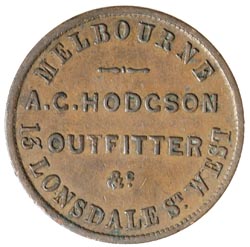 MELBOURNE
A.C. HODGSON
OUTFITTER
&c
15 LONSDALE ST WEST